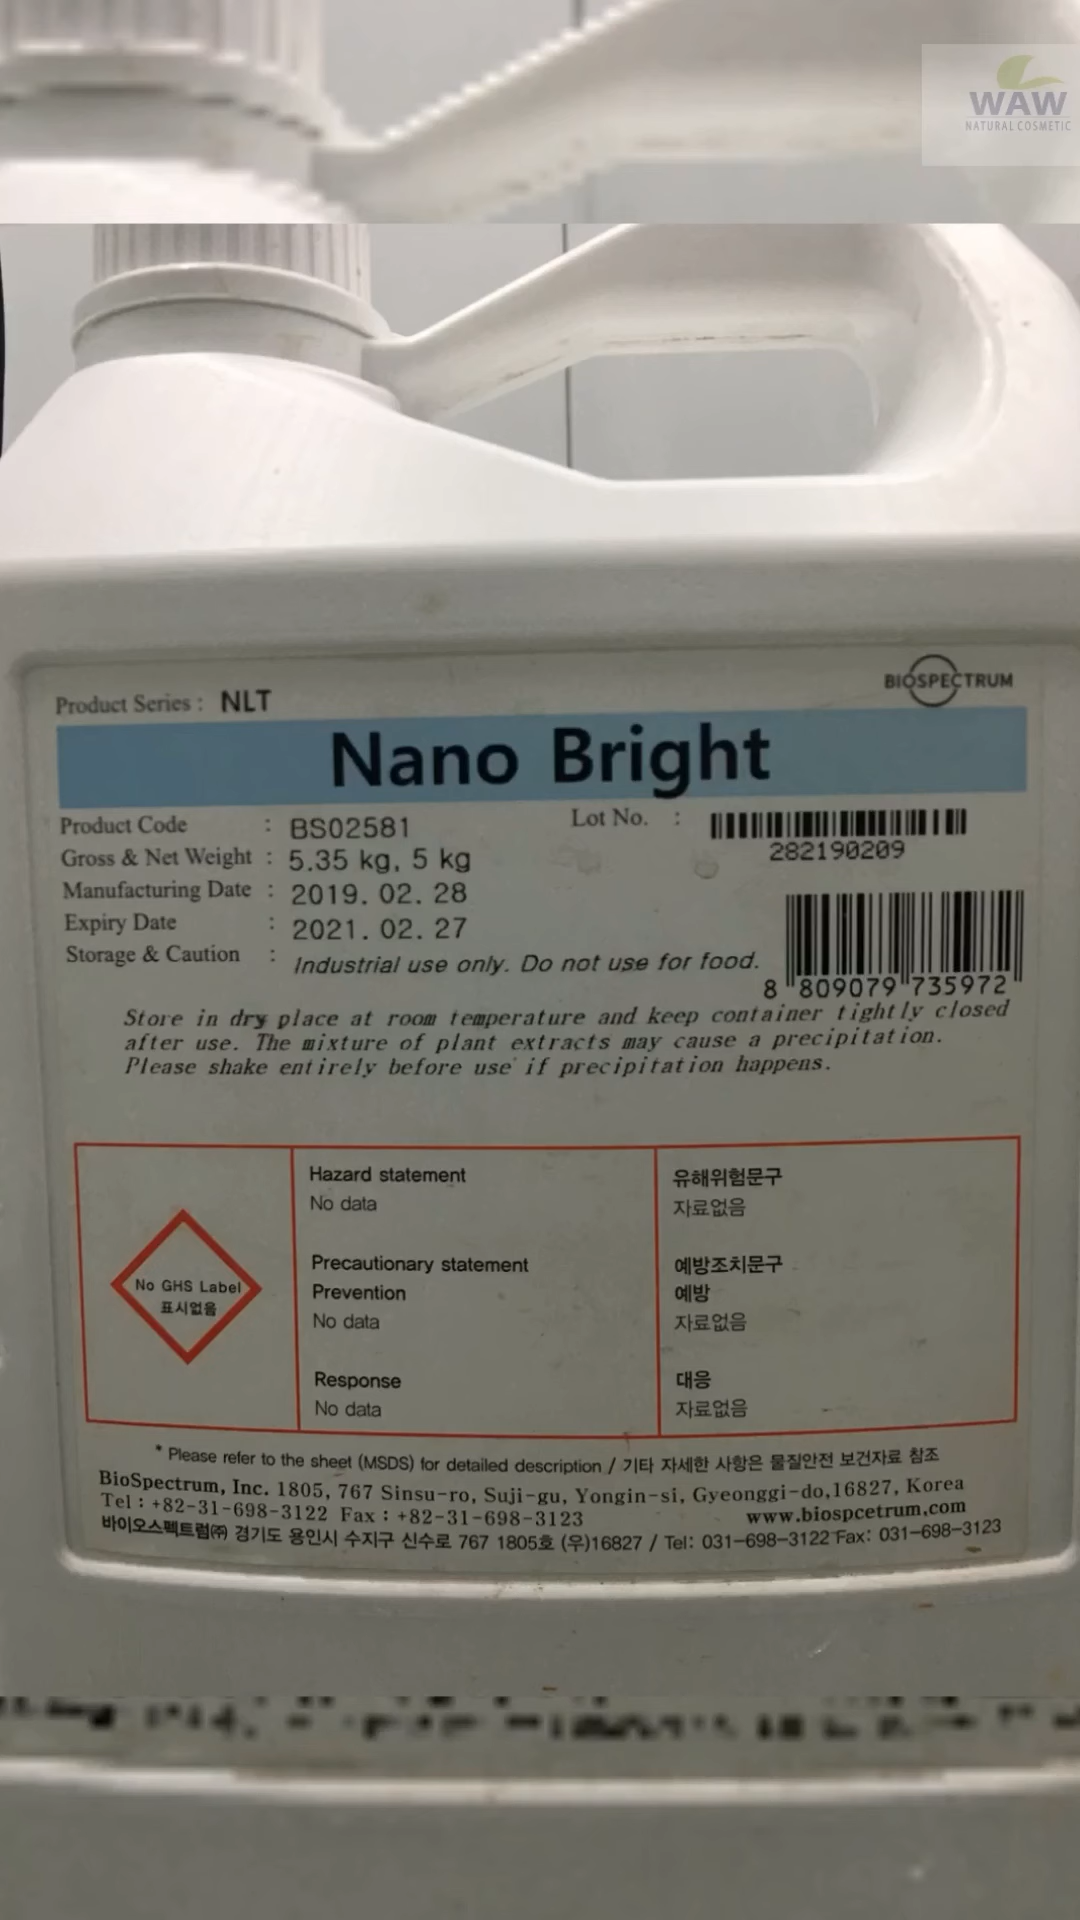 WAW
NATURAL COSMETIC
Product Series : NLT
BIOSPECTRUM
Nano Bright
Product Code : BS02581
Lot No. :
282190209
Gross & Net Weight : 5.35 kg, 5 kg
Manufacturing Date : 2019. 02. 28
Expiry Date : 2021. 02. 27
Storage & Caution : Industrial use only. Do not use for food.
8 809079 735972
Store in dry place at room temperature and keep container tightly closed
after use. The mixture of plant extracts may cause a precipitation.
Please shake entirely before use if precipitation happens.
No GHS Label
표시없음
Hazard statement
No data
Precautionary statement
Prevention
No data
Response
No data
유해위험문구
자료없음
예방조치문구
예방
자료없음
대응
자료없음
* Please refer to the sheet (MSDS) for detailed description / 기타 자세한 사항은 물질안전 보건자료 참조
BioSpectrum, Inc. 1805, 767 Sinsu-ro, Suji-gu, Yongin-si, Gyeonggi-do,16827, Korea
Tel : +82-31-698-3122 Fax : +82-31-698-3123 www.biospcetrum.com
바이오스펙트럼㈜ 경기도 용인시 수지구 신수로 767 1805호 (우)16827 / Tel: 031-698-3122 Fax: 031-698-3123